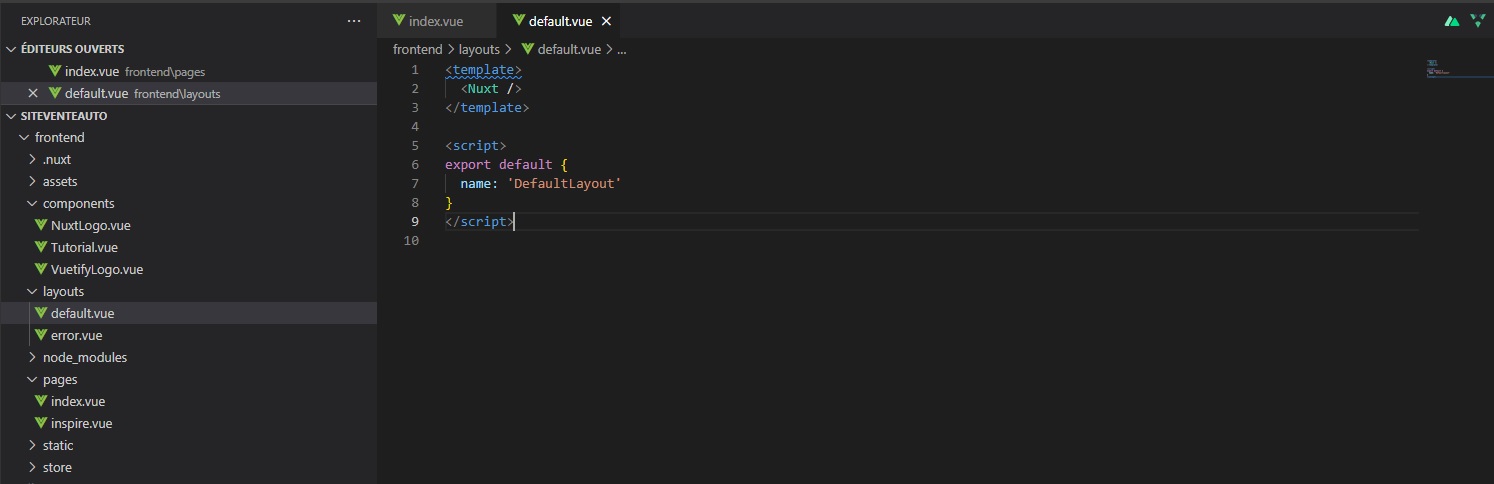 EXPLORATEUR
ÉDITEURS OUVERTS
index.vue frontend\pages
default.vue frontend\layouts
SITEVENTEAUTO
frontend
.nuxt
assets
components
NuxtLogo.vue
Tutorial.vue
VuetifyLogo.vue
layouts
default.vue
error.vue
node_modules
pages
index.vue
inspire.vue
static
store
index.vue default.vue
frontend > layouts > default.vue > ...
1 <template>
2 <Nuxt />
3 </template>
4
5 <script>
6 export default {
7 name: 'DefaultLayout'
8 }
9 </script>
10